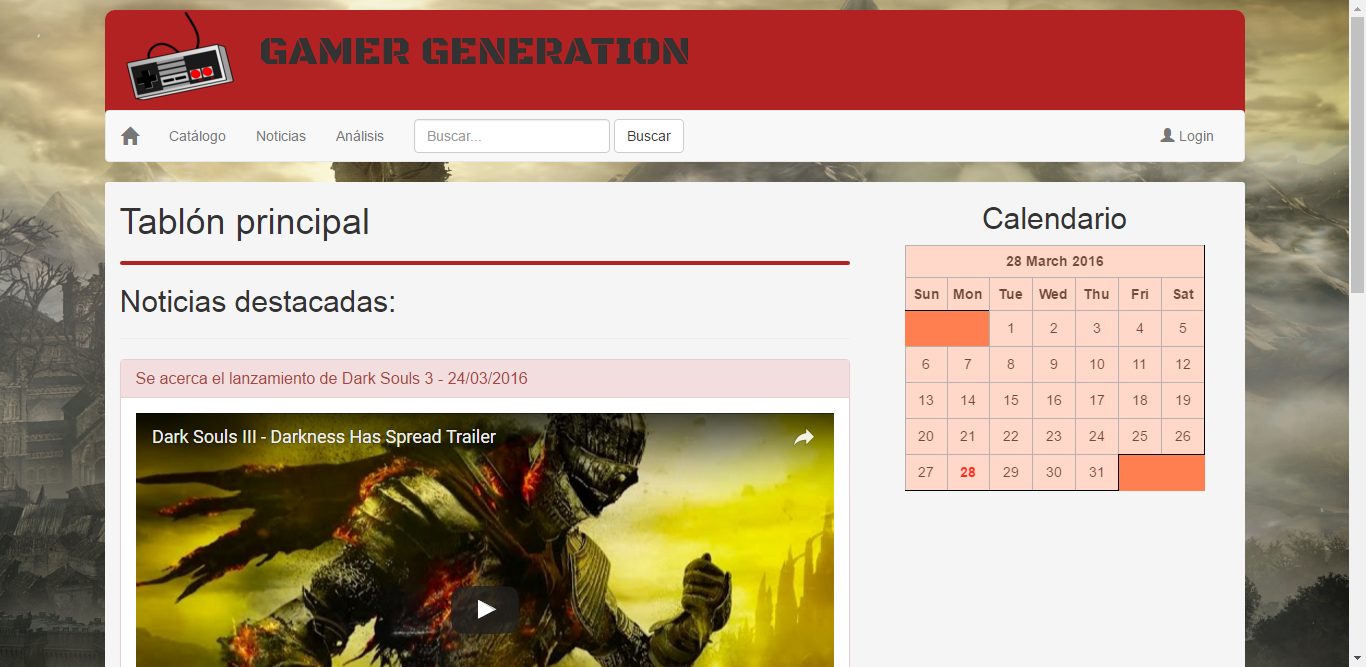 GAMER GENERATION
Catálogo Noticias Análisis Buscar... Buscar Login
Tablón principal
Noticias destacadas:
Se acerca el lanzamiento de Dark Souls 3 - 24/03/2016
Dark Souls III - Darkness Has Spread Trailer
Calendario
28 March 2016
Sun Mon Tue Wed Thu Fri Sat
1 2 3 4 5
6 7 8 9 10 11 12
13 14 15 16 17 18 19
20 21 22 23 24 25 26
27 28 29 30 31